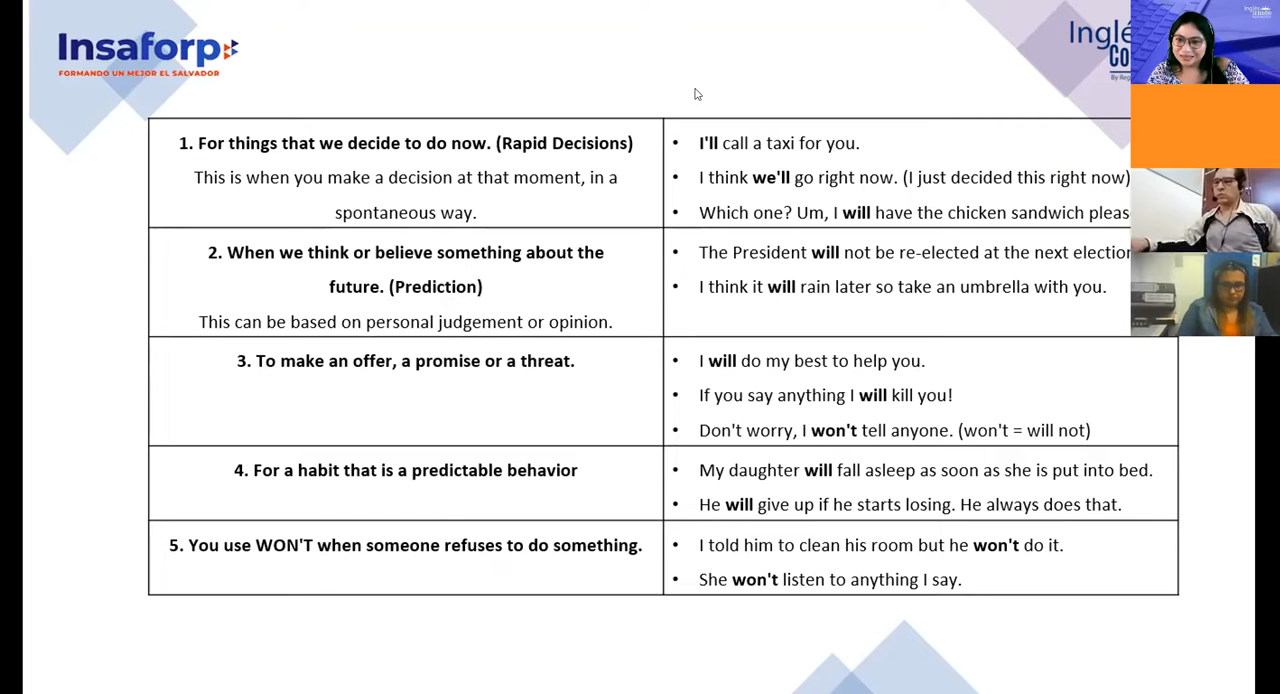 Insaforp
FORMANDO UN MEJOR EL SALVADOR
Inglé
CO
By Reg
1. For things that we decide to do now. (Rapid Decisions)
This is when you make a decision at that moment, in a
spontaneous way.
• I'll call a taxi for you.
• I think we'll go right now. (I just decided this right now)
• Which one? Um, I will have the chicken sandwich pleas
2. When we think or believe something about the
future. (Prediction)
This can be based on personal judgement or opinion.
• The President will not be re-elected at the next election
• I think it will rain later so take an umbrella with you.
3. To make an offer, a promise or a threat.
• I will do my best to help you.
• If you say anything I will kill you!
• Don't worry, I won't tell anyone. (won't = will not)
4. For a habit that is a predictable behavior
• My daughter will fall asleep as soon as she is put into bed.
• He will give up if he starts losing. He always does that.
5. You use WON'T when someone refuses to do something.
• I told him to clean his room but he won't do it.
• She won't listen to anything I say.